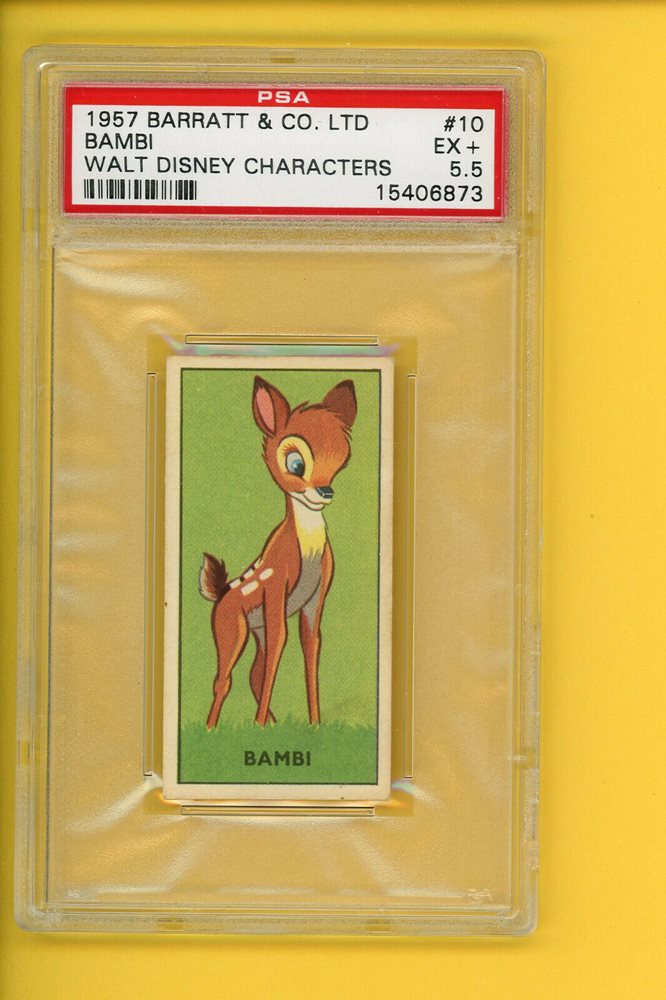 PSA
1957 BARRATT & CO. LTD #10
BAMBI EX +
WALT DISNEY CHARACTERS 5.5
15406873
BAMBI